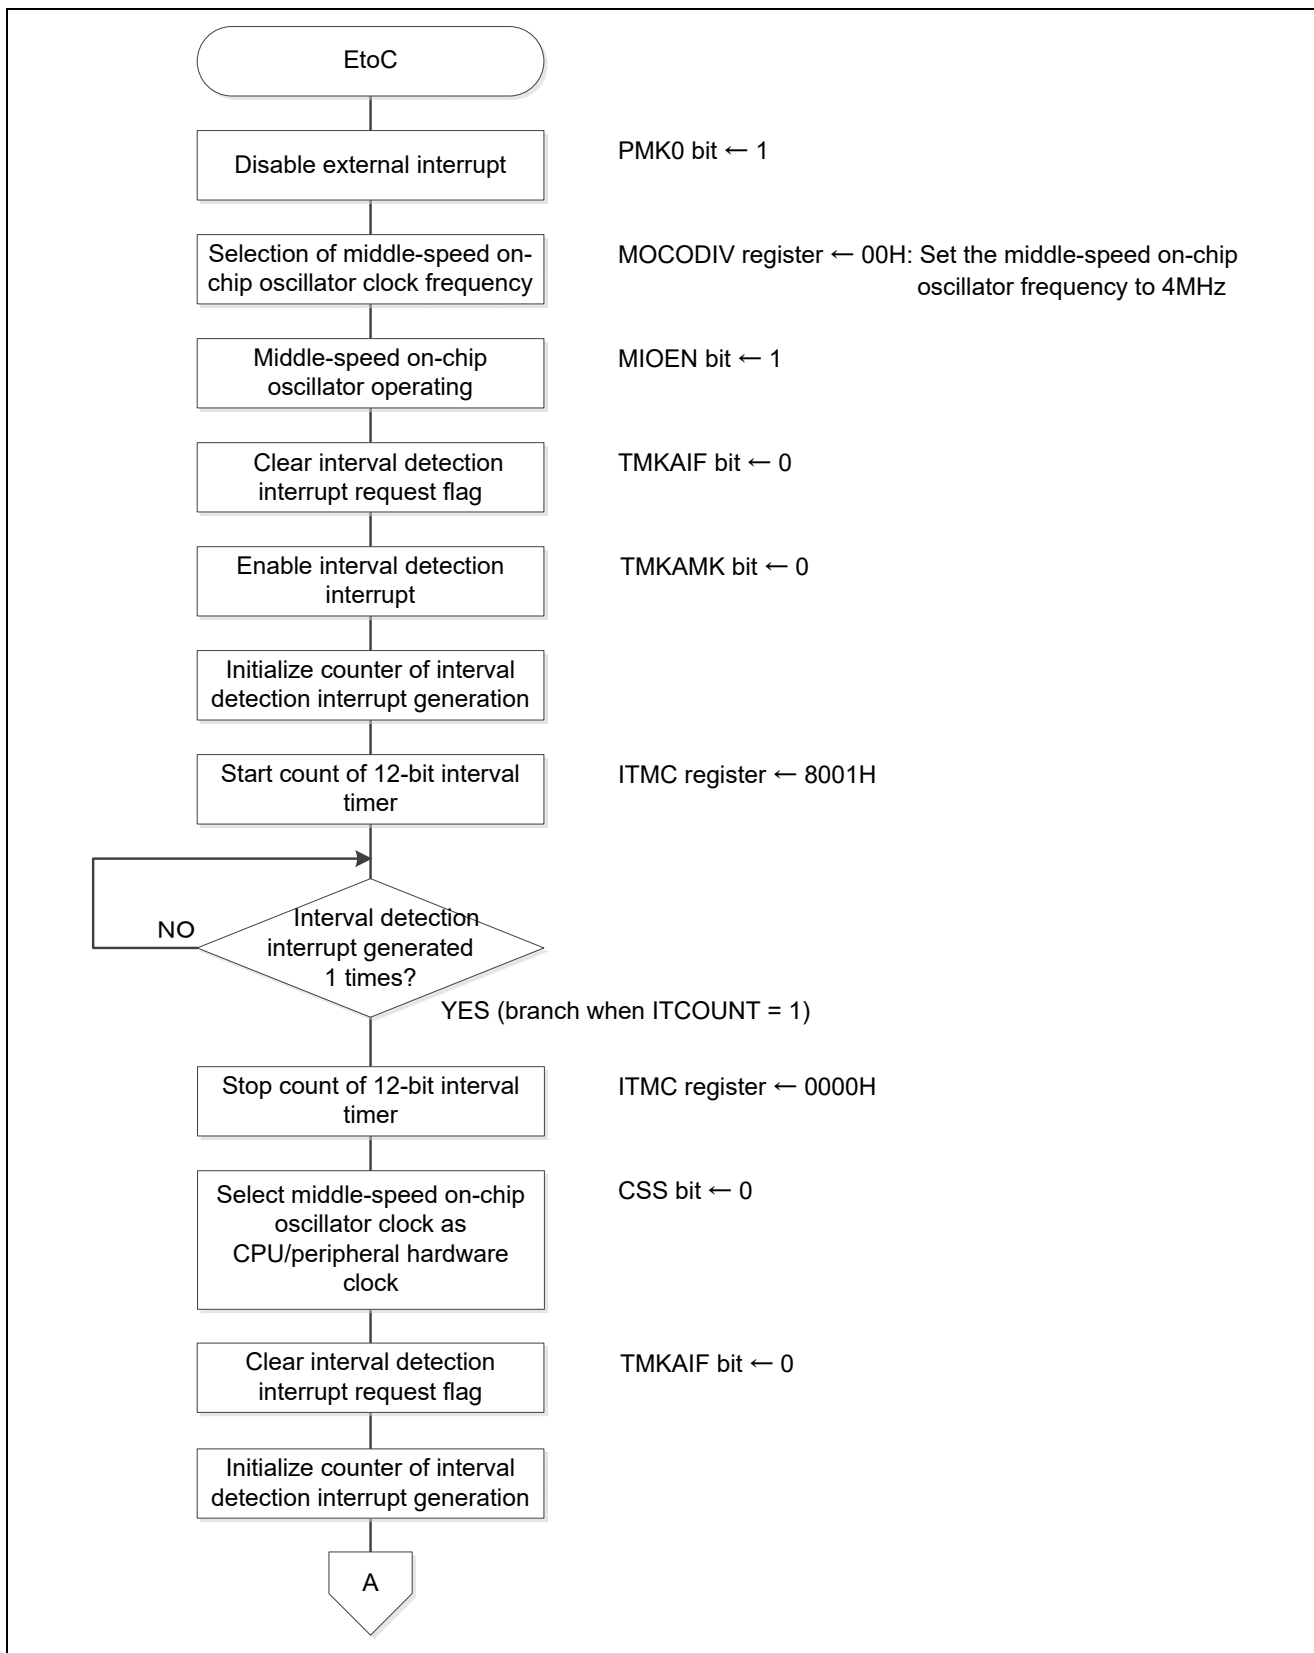 EtoC
Disable external interrupt
PMK0 bit ← 1
Selection of middle-speed on-
chip oscillator clock frequency
MOCODIV register ← 00H: Set the middle-speed on-chip
oscillator frequency to 4MHz
Middle-speed on-chip
oscillator operating
MIOEN bit ← 1
Clear interval detection
interrupt request flag
TMKAIF bit ← 0
Enable interval detection
interrupt
TMKAMK bit ← 0
Initialize counter of interval
detection interrupt generation
Start count of 12-bit interval
timer
ITMC register ← 8001H
Interval detection
interrupt generated
1 times?
NO
YES (branch when ITCOUNT = 1)
Stop count of 12-bit interval
timer
ITMC register ← 0000H
Select middle-speed on-chip
oscillator clock as
CPU/peripheral hardware
clock
CSS bit ← 0
Clear interval detection
interrupt request flag
TMKAIF bit ← 0
Initialize counter of interval
detection interrupt generation
A